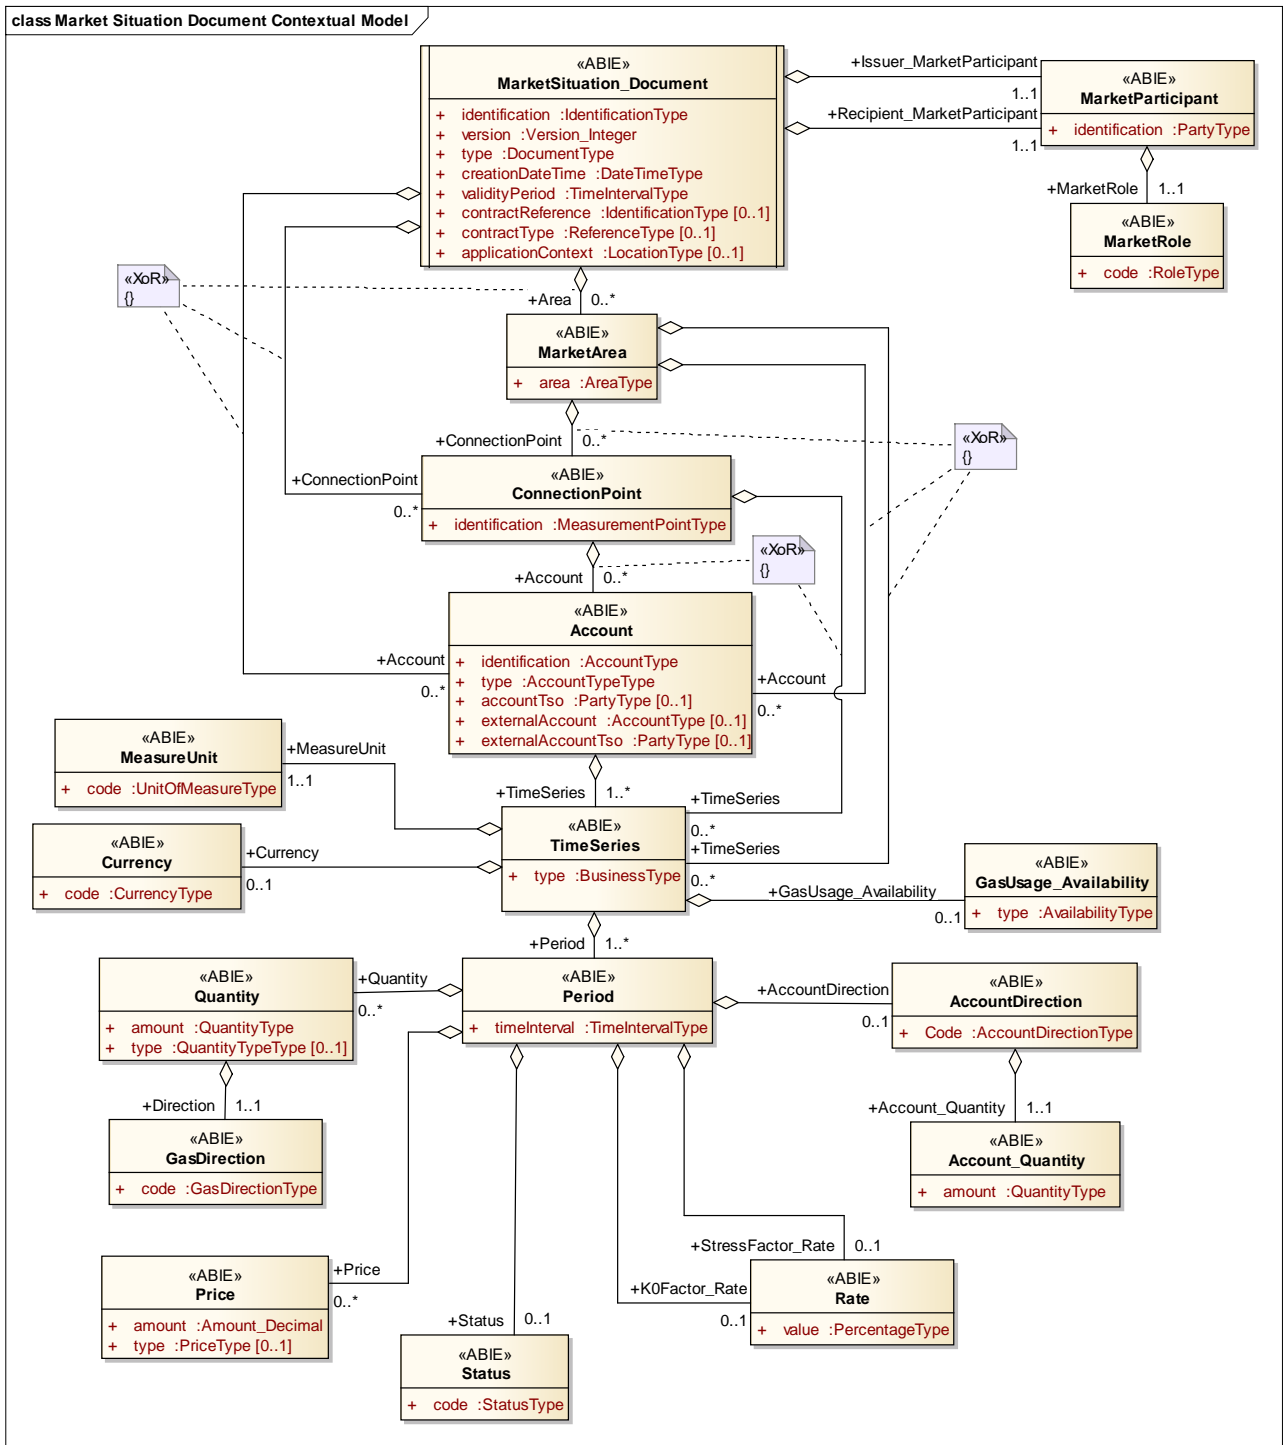 class Market Situation Document Contextual Model
«ABIE»
MarketSituation_Document
+ identification :IdentificationType
+ version :Version_Integer
+ type :DocumentType
+ creationDateTime :DateTimeType
+ validityPeriod :TimeIntervalType
+ contractReference :IdentificationType [0..1]
+ contractType :ReferenceType [0..1]
+ applicationContext :LocationType [0..1]
+Issuer_MarketParticipant
1..1
+Recipient_MarketParticipant
1..1
«ABIE»
MarketParticipant
+ identification :PartyType
+MarketRole 1..1
«ABIE»
MarketRole
+ code :RoleType
«XoR»
{}
+Area 0..*
«ABIE»
MarketArea
+ area :AreaType
+ConnectionPoint 0..*
«XoR»
{}
+ConnectionPoint
0..*
«ABIE»
ConnectionPoint
+ identification :MeasurementPointType
«XoR»
{}
+Account 0..*
«ABIE»
Account
+ identification :AccountType
+ type :AccountTypeType
+ accountTso :PartyType [0..1]
+ externalAccount :AccountType [0..1]
+ externalAccountTso :PartyType [0..1]
+Account
0..*
+Account
0..*
«ABIE»
MeasureUnit
+ code :UnitOfMeasureType
+MeasureUnit
1..1
+TimeSeries 1..*
+TimeSeries
0..*
+TimeSeries
0..*
«ABIE»
TimeSeries
+ type :BusinessType
«ABIE»
Currency
+ code :CurrencyType
+Currency
0..1
+GasUsage_Availability
0..1
«ABIE»
GasUsage_Availability
+ type :AvailabilityType
+Period 1..*
«ABIE»
Period
+ timeInterval :TimeIntervalType
«ABIE»
Quantity
+ amount :QuantityType
+ type :QuantityTypeType [0..1]
+Quantity
0..*
+AccountDirection
0..1
«ABIE»
AccountDirection
+ Code :AccountDirectionType
+Direction 1..1
«ABIE»
GasDirection
+ code :GasDirectionType
+Account_Quantity 1..1
«ABIE»
Account_Quantity
+ amount :QuantityType
+StressFactor_Rate 0..1
+K0Factor_Rate
0..1
«ABIE»
Rate
+ value :PercentageType
«ABIE»
Price
+ amount :Amount_Decimal
+ type :PriceType [0..1]
+Price
0..*
+Status 0..1
«ABIE»
Status
+ code :StatusType